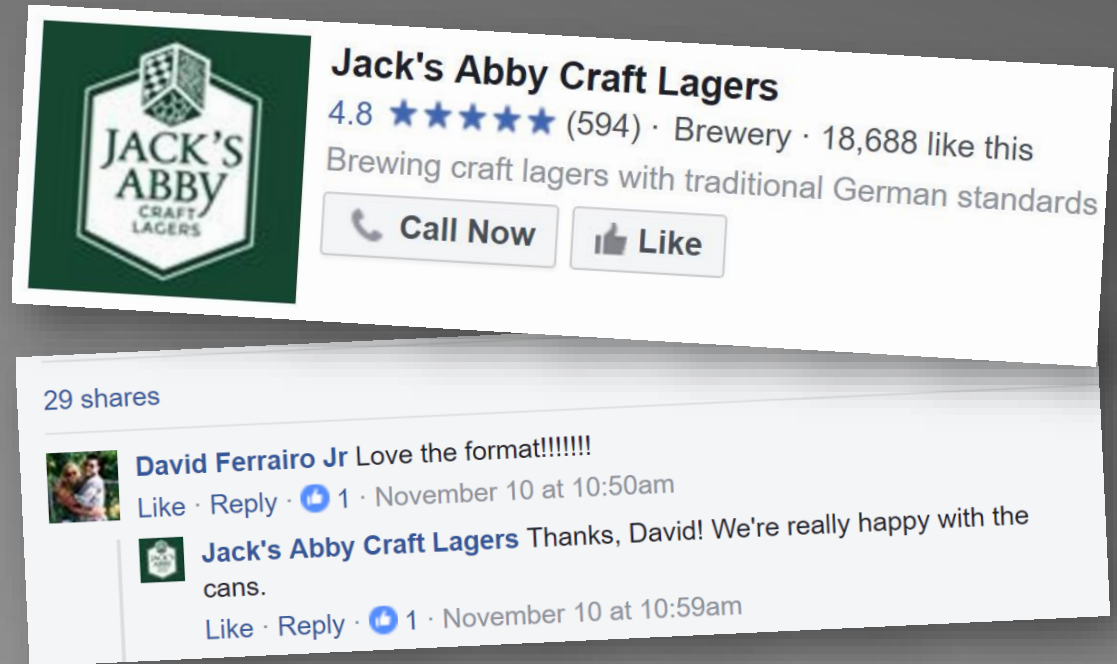 JACK'S
ABBY
CRAFT
LAGERS
Jack's Abby Craft Lagers
4.8 ★★★★★ (594) · Brewery · 18,688 like this
Brewing craft lagers with traditional German standards
Call Now Like
29 shares
David Ferrairo Jr Love the format!!!!!!!
Like · Reply · 1 · November 10 at 10:50am
JACK'S
ABBY
Jack's Abby Craft Lagers Thanks, David! We're really happy with the
cans.
Like · Reply · 1 · November 10 at 10:59am